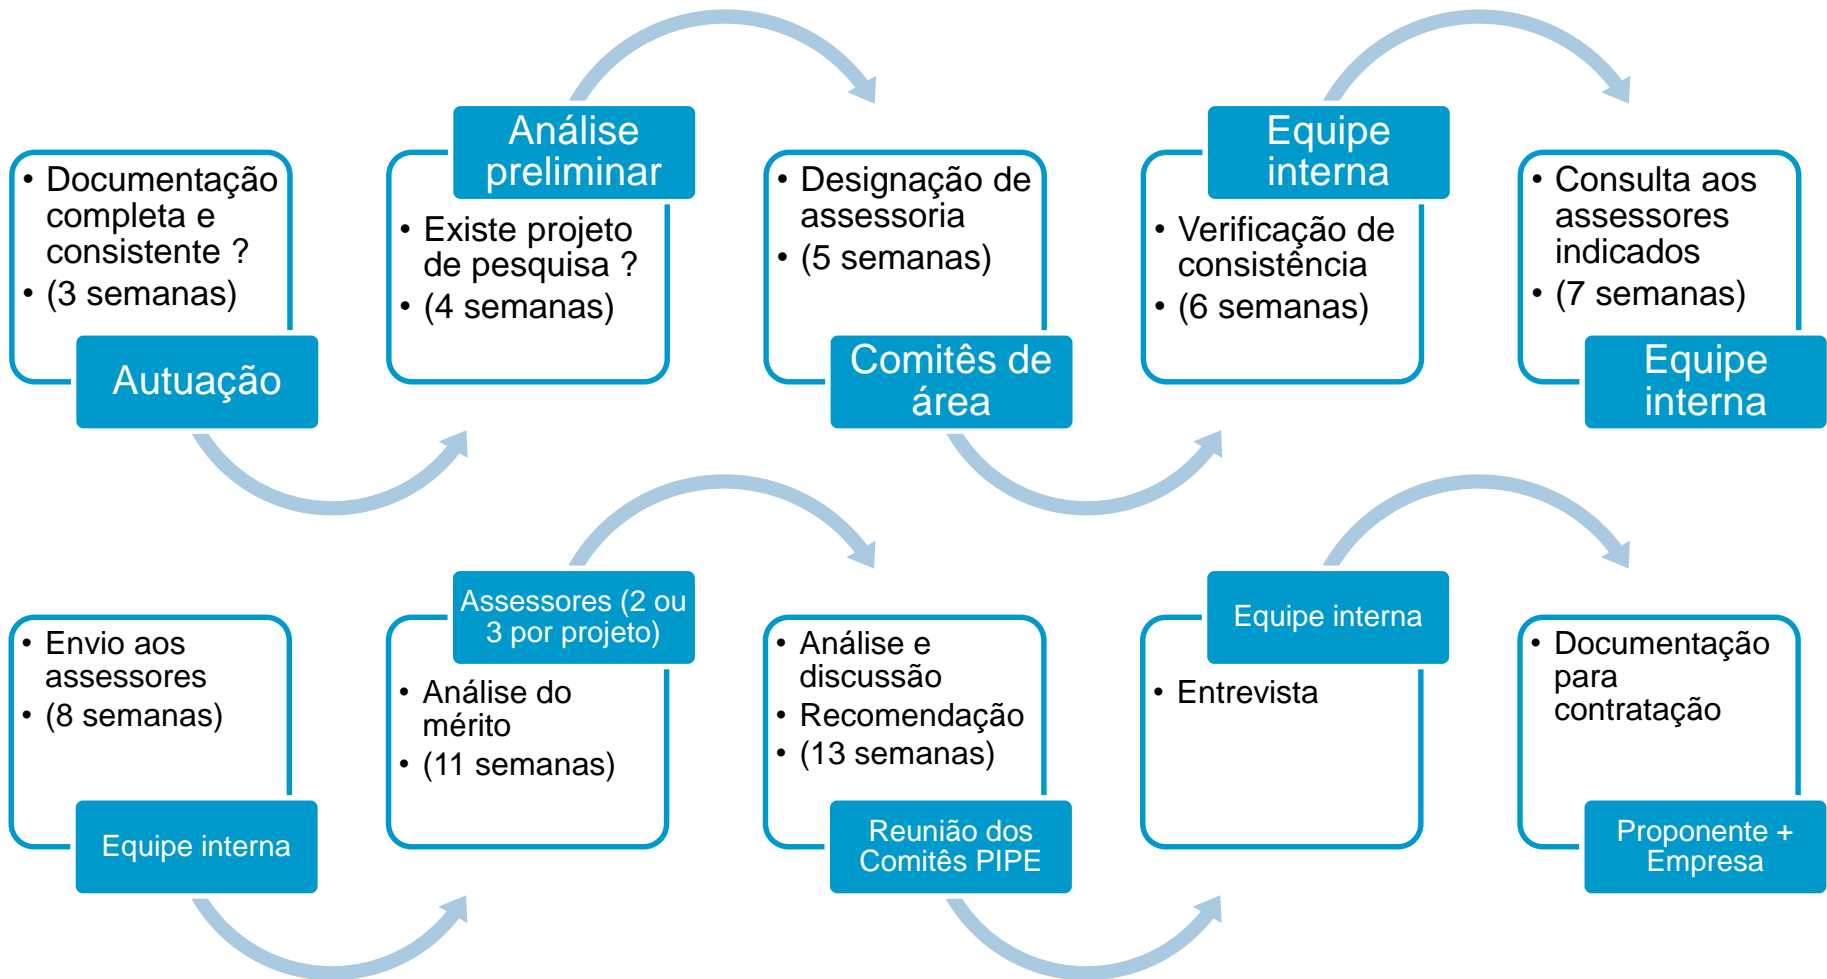 • Documentação
completa e
consistente ?
• (3 semanas)
Autuação
Análise
preliminar
• Existe projeto
de pesquisa ?
• (4 semanas)
• Designação de
assessoria
• (5 semanas)
Comitês de
área
Equipe
interna
• Verificação de
consistência
• (6 semanas)
• Consulta aos
assessores
indicados
• (7 semanas)
Equipe
interna
• Envio aos
assessores
• (8 semanas)
Equipe interna
Assessores (2 ou
3 por projeto)
• Análise do
mérito
• (11 semanas)
• Análise e
discussão
• Recomendação
• (13 semanas)
Reunião dos
Comitês PIPE
Equipe interna
• Entrevista
• Documentação
para
contratação
Proponente +
Empresa